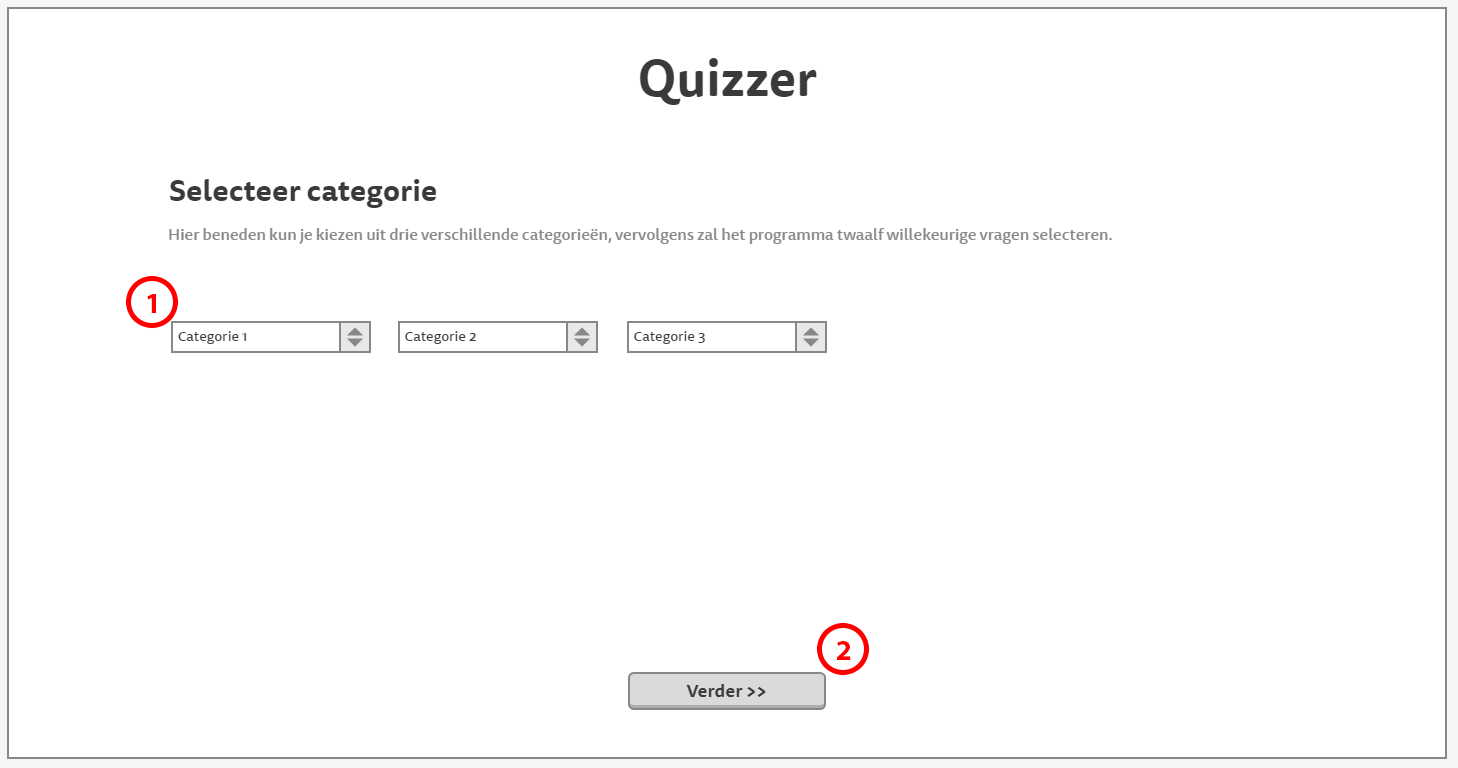 Quizzer
Selecteer categorie
Hier beneden kun je kiezen uit drie verschillende categorieën, vervolgens zal het programma twaalf willekeurige vragen selecteren.
1
Categorie 1 Categorie 2 Categorie 3
2
Verder >>